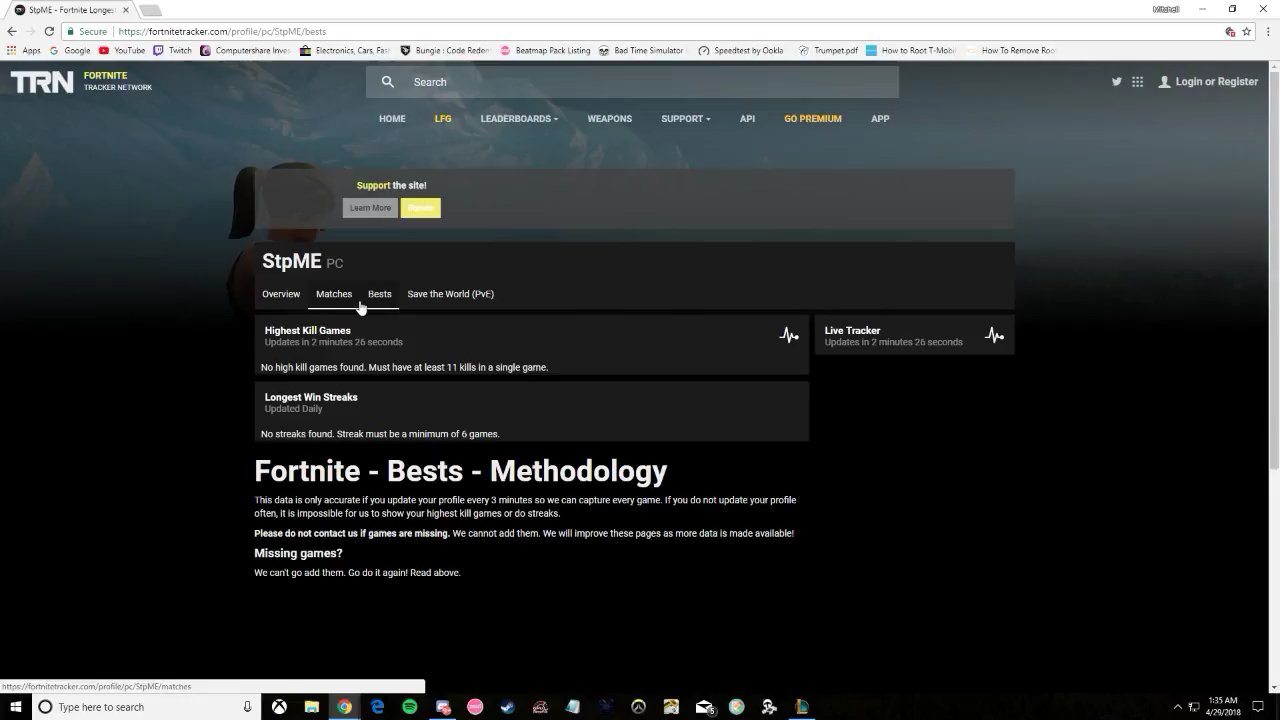 StpME - Fortnite Longes
Mitchell
Secure
https://fortnitetracker.com/profile/pc/StpME/bests
Apps
Google
YouTube
Twitch
Computershare Inves
Electronics, Cars, Fash
Bungie : Code Redem
Beatmap Pack Listing
Bad Time Simulator
Speedtest by Ookla
Trumpet.pdf
How to Root T-Mobil
How To Remove Root
TRN
FORTNITE
TRACKER NETWORK
Search
Login or Register
HOME
LFG
LEADERBOARDS
WEAPONS
SUPPORT
API
GO PREMIUM
APP
Support the site!
Learn More
Donate
StpME PC
Overview
Matches
Bests
Save the World (PvE)
Highest Kill Games
Updates in 2 minutes 26 seconds
No high kill games found. Must have at least 11 kills in a single game.
Live Tracker
Updates in 2 minutes 26 seconds
Longest Win Streaks
Updated Daily
No streaks found. Streak must be a minimum of 6 games.
Fortnite - Bests - Methodology
This data is only accurate if you update your profile every 3 minutes so we can capture every game. If you do not update your profile
often, it is impossible for us to show your highest kill games or do streaks.
Please do not contact us if games are missing. We cannot add them. We will improve these pages as more data is made available!
Missing games?
We can't go add them. Go do it again! Read above.
https://fortnitetracker.com/profile/pc/StpME/matches
Type here to search
1:35 AM
4/29/2018